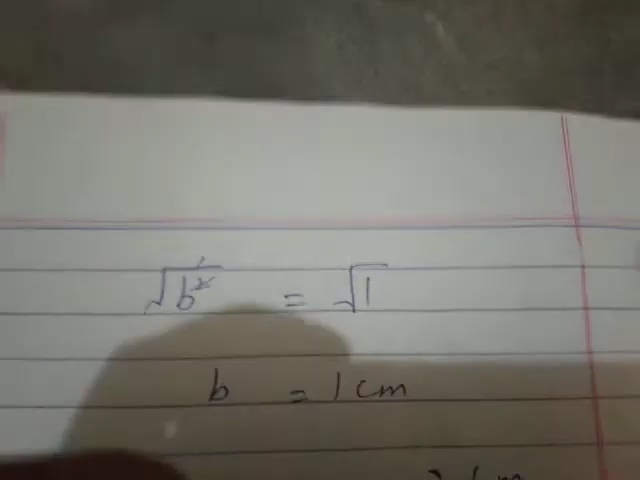 √b² = √1
b = 1 cm